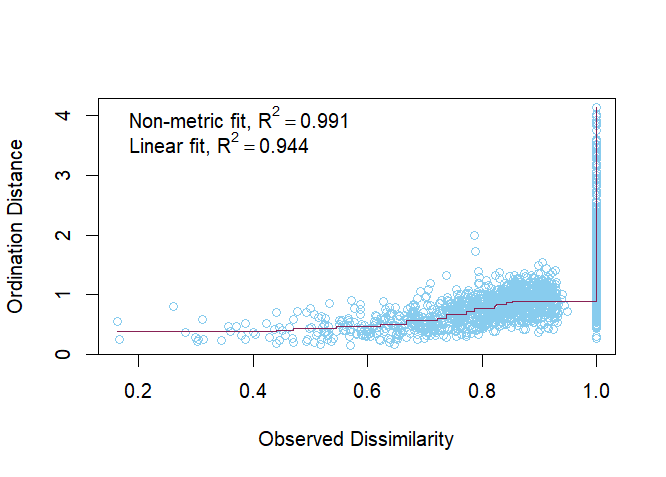 Non-metric fit, R² = 0.991
Linear fit, R² = 0.944
4
3
2
1
0
Ordination Distance
0.2 0.4 0.6 0.8 1.0
Observed Dissimilarity